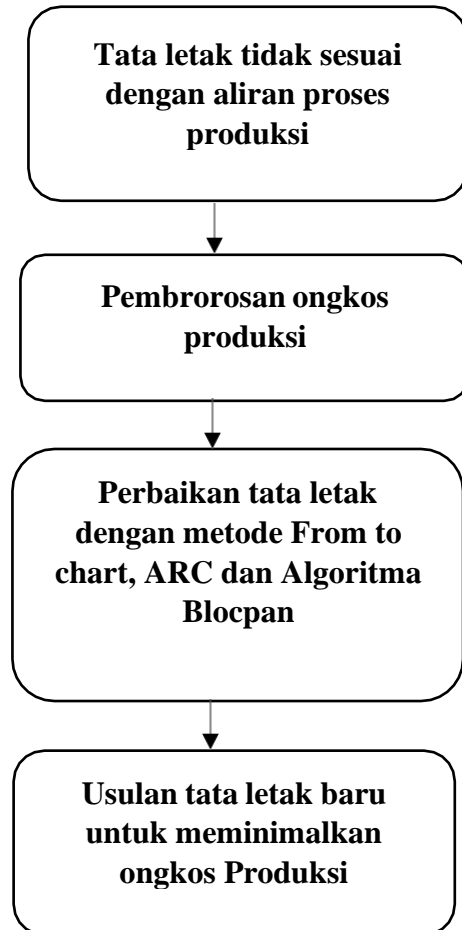 Tata letak tidak sesuai
dengan aliran proses
produksi
Pembrorosan ongkos
produksi
Perbaikan tata letak
dengan metode From to
chart, ARC dan Algoritma
Blocpan
Usulan tata letak baru
untuk meminimalkan
ongkos Produksi